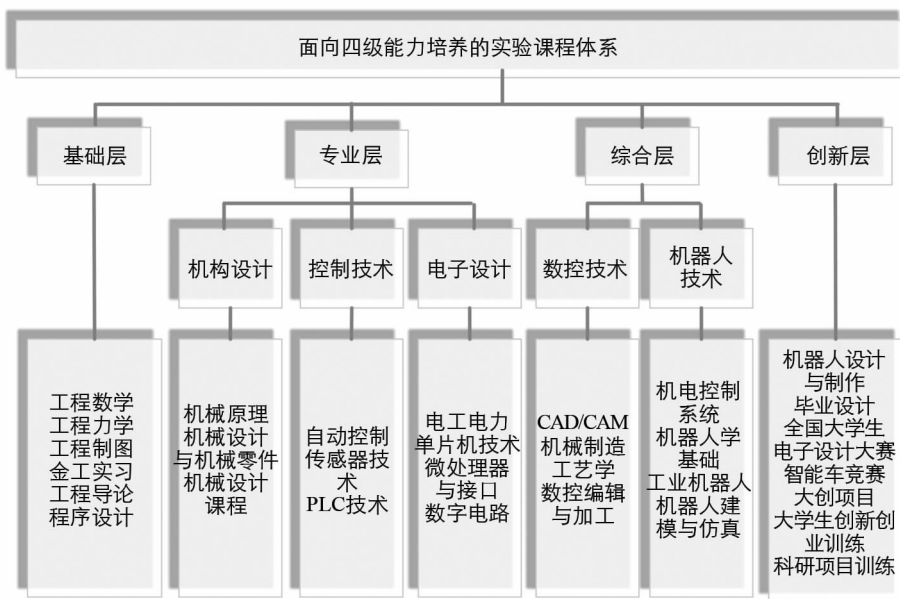 面向四级能力培养的实验课程体系
基础层
专业层
综合层
创新层
机构设计
控制技术
电子设计
数控技术
机器人
技术
工程数学
工程力学
工程制图
金工实习
工程导论
程序设计
机械原理
机械设计
与机械零件
机械设计
课程
自动控制
传感器技
术
PLC技术
电工电力
单片机技术
微处理器
与接口
数字电路
CAD/CAM
机械制造
工艺学
数控编辑
与加工
机电控制
系统
机器人学
基础
工业机器人
机器人建
模与仿真
机器人设计
与制作
毕业设计
全国大学生
电子设计大赛
智能车竞赛
大创项目
大学生创新创
业训练
科研项目训练